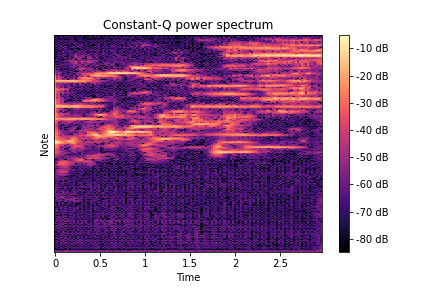 Constant-Q power spectrum
Note
-10 dB
-20 dB
-30 dB
-40 dB
-50 dB
-60 dB
-70 dB
-80 dB
0 0.5 1 1.5 2 2.5
Time